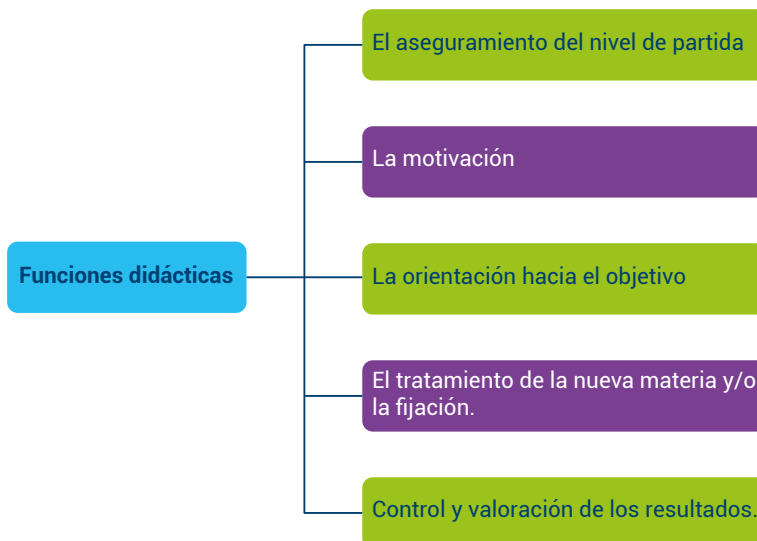 El aseguramiento del nivel de partida
La motivación
Funciones didácticas
La orientación hacia el objetivo
El tratamiento de la nueva materia y/o
la fijación.
Control y valoración de los resultados.